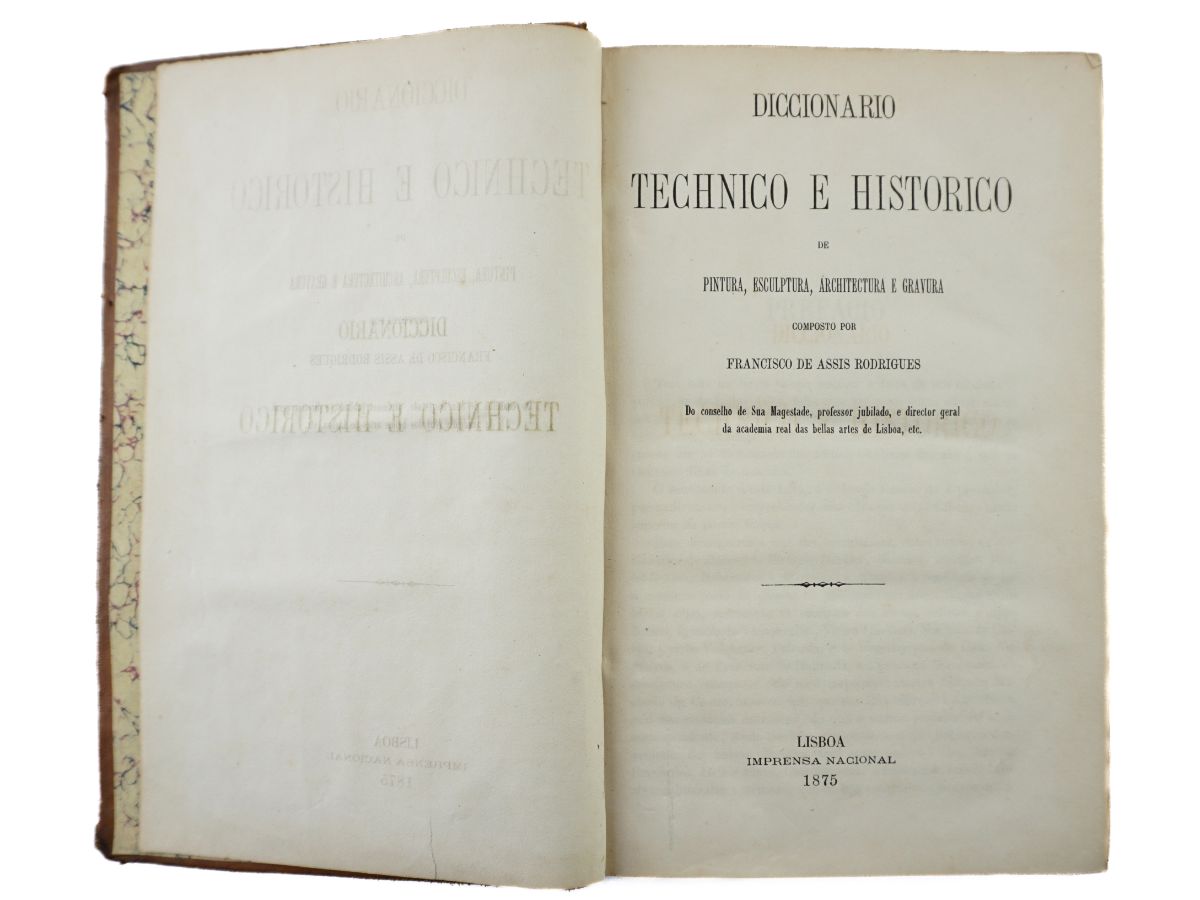 DICCIONARIO
TECHNICO E HISTORICO
DE
PINTURA, ESCULPTURA, ARCHITECTURA E GRAVURA
COMPOSTO POR
FRANCISCO DE ASSIS RODRIGUES
Do conselho de Sua Magestade, professor jubilado, e director geral
da academia real das bellas artes de Lisboa, etc.
LISBOA
IMPRENSA NACIONAL
1875